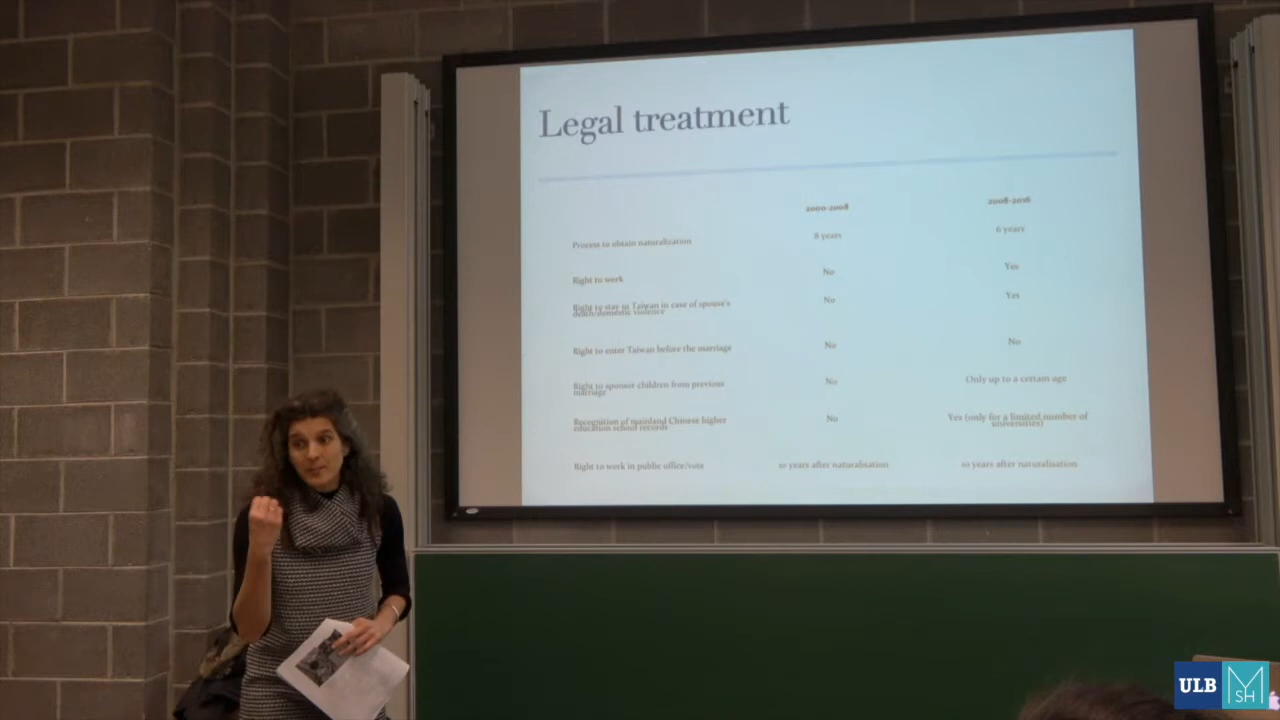 Legal treatment
2000-2008
2008-2016
Process to obtain naturalization
8 years
6 years
Right to work
No
Yes
Right to stay in Taiwan in case of spouse's
death/domestic violence
No
Yes
Right to enter Taiwan before the marriage
No
No
Right to sponsor children from previous
marriage
No
Only up to a certain age
Recognition of mainland Chinese higher
education school records
No
Yes (only for a limited number of
universities)
Right to work in public office/vote
10 years after naturalisation
10 years after naturalisation
ULB
M
SH